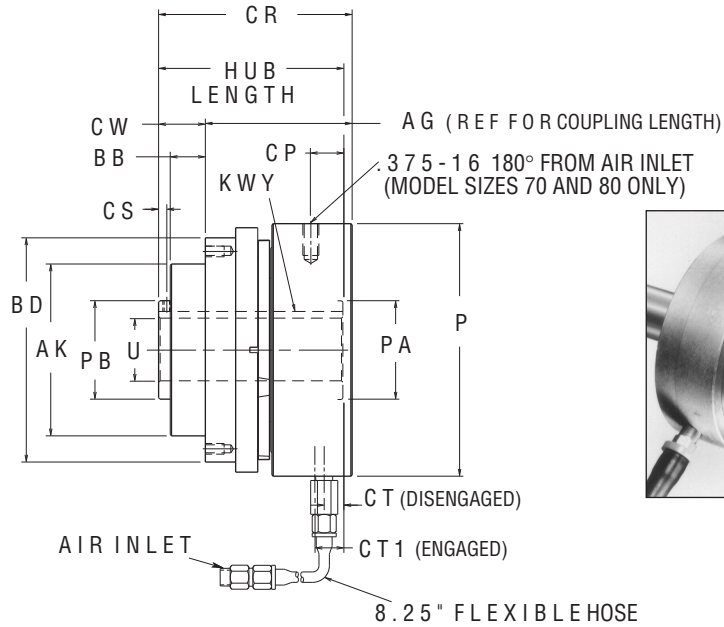 CR
HUB
LENGTH
CW
AG (REF FOR COUPLING LENGTH)
BB
CP
.375-16 180° FROM AIR INLET
(MODEL SIZES 70 AND 80 ONLY)
KWY
CS
BD
AK
PB
U
PA
P
CT (DISENGAGED)
AIR INLET
CT1 (ENGAGED)
8.25" FLEXIBLE HOSE